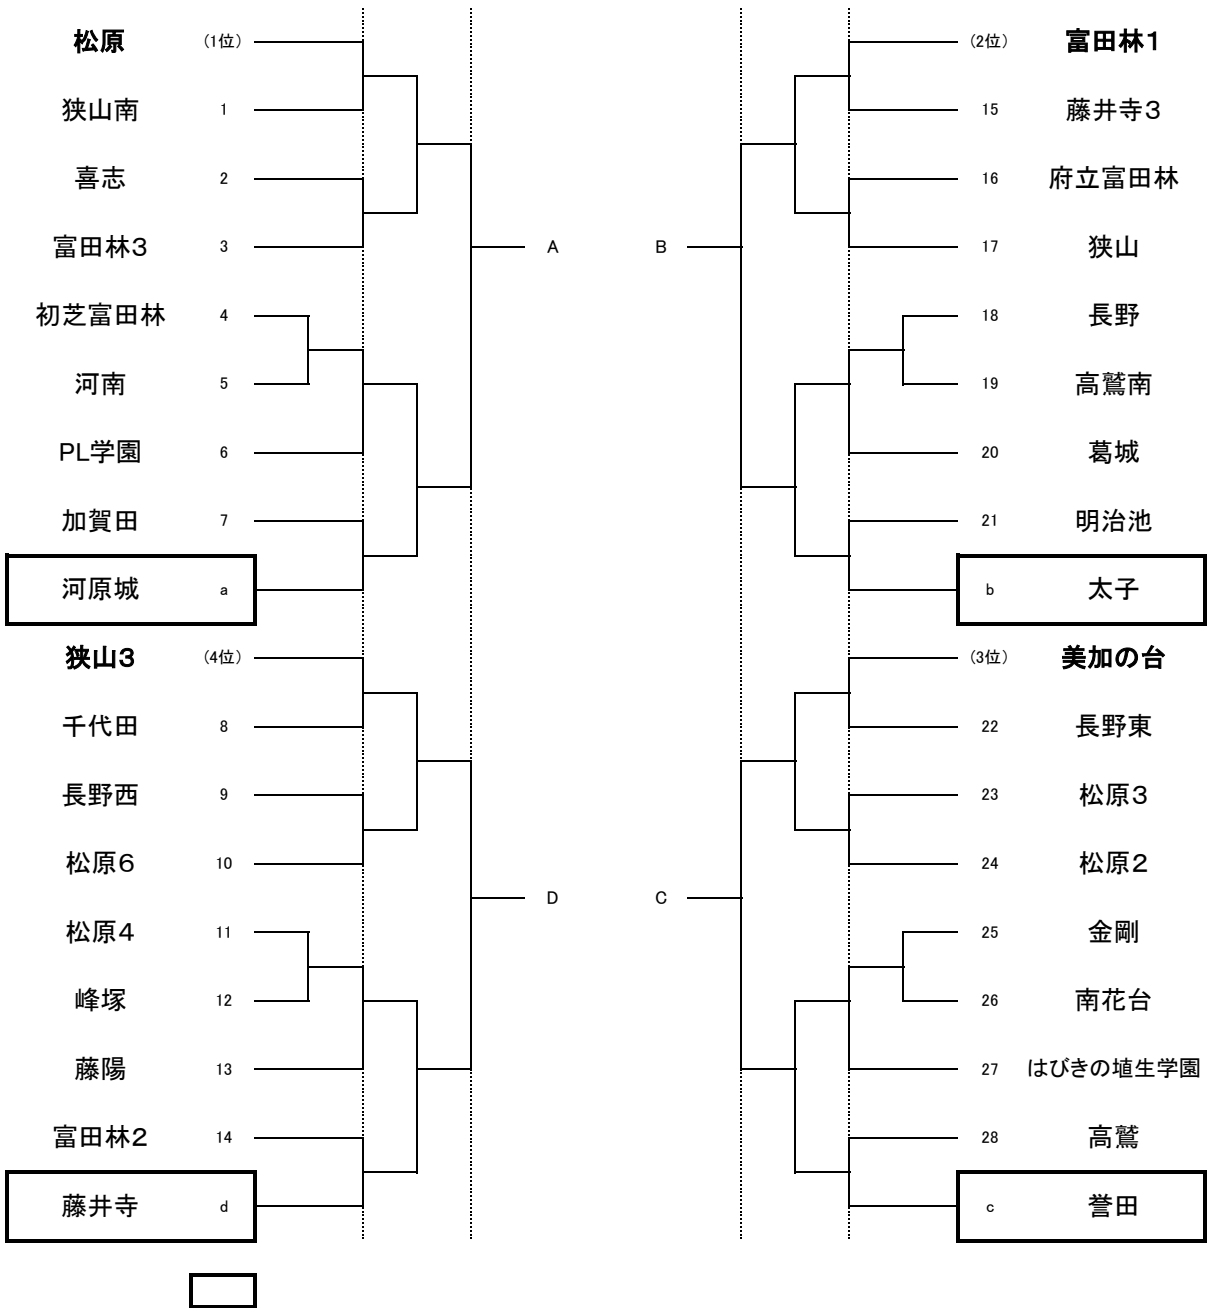 松原 (1位)
狭山南 1
喜志 2
富田林3 3
初芝富田林 4
河南 5
PL学園 6
加賀田 7
河原城 a
狭山3 (4位)
千代田 8
長野西 9
松原6 10
松原4 11
峰塚 12
藤陽 13
富田林2 14
藤井寺 d
A
D
B
C
(2位) 富田林1
15 藤井寺3
16 府立富田林
17 狭山
18 長野
19 高鷲南
20 葛城
21 明治池
b 太子
(3位) 美加の台
22 長野東
23 松原3
24 松原2
25 金剛
26 南花台
27 はびきの埴生学園
28 高鷲
c 誉田